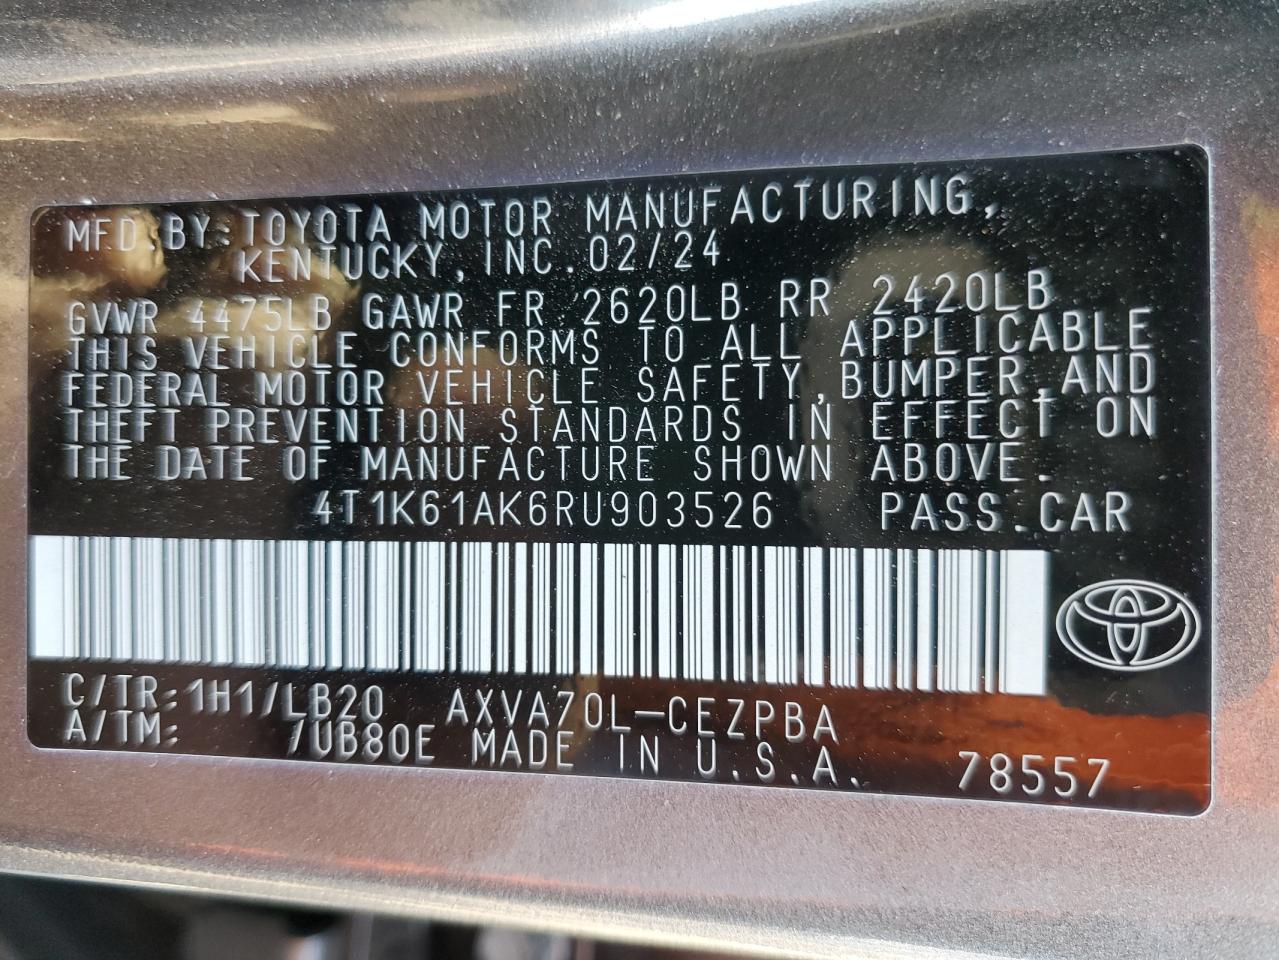 MFD.BY:TOYOTA MOTOR MANUFACTURING,
KENTUCKY,INC.02/24
GVWR 4475LB GAWR FR 2620LB RR 2420LB
THIS VEHICLE CONFORMS TO ALL APPLICABLE
FEDERAL MOTOR VEHICLE SAFETY,BUMPER,AND
THEFT PREVENTION STANDARDS IN EFFECT ON
THE DATE OF MANUFACTURE SHOWN ABOVE.
4T1K61AK6RU903526 PASS.CAR
C/TR:1H1/LB20 AXVA70L-CEZPBA
A/TM: /UB80E MADE IN U.S.A. 78557